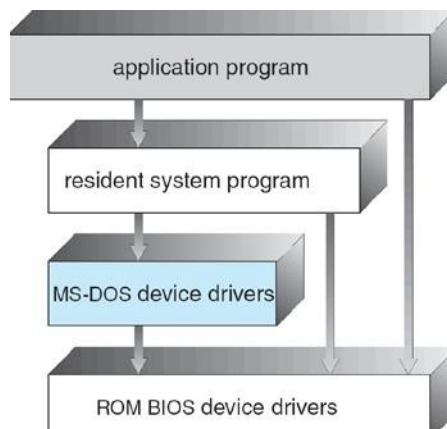 application program
resident system program
MS-DOS device drivers
ROM BIOS device drivers